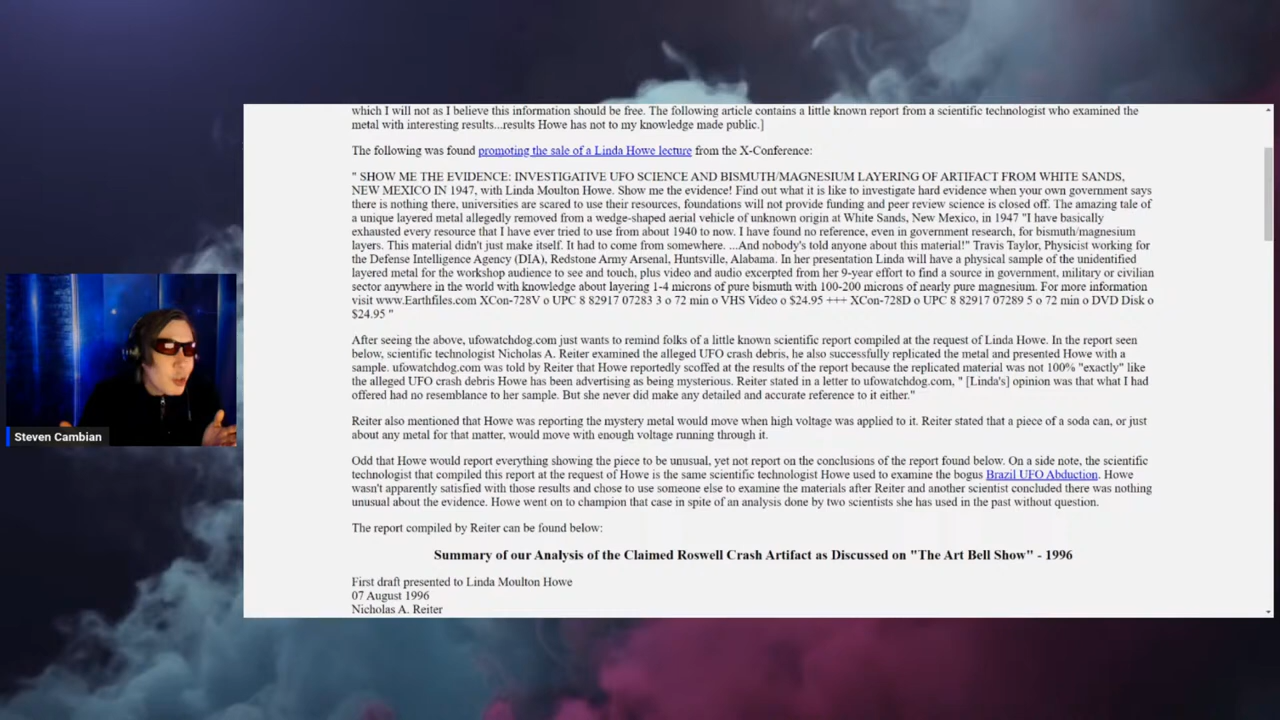 which I will not as I believe this information should be free. The following article contains a little known report from a scientific technologist who examined the
metal with interesting results...results Howe has not to my knowledge made public.]
The following was found promoting the sale of a Linda Howe lecture from the X-Conference:
" SHOW ME THE EVIDENCE: INVESTIGATIVE UFO SCIENCE AND BISMUTH/MAGNESIUM LAYERING OF ARTIFACT FROM WHITE SANDS,
NEW MEXICO IN 1947, with Linda Moulton Howe. Show me the evidence! Find out what it is like to investigate hard evidence when your own government says
there is nothing there, universities are scared to use their resources, foundations will not provide funding and peer review science is closed off. The amazing tale of
a unique layered metal allegedly removed from a wedge-shaped aerial vehicle of unknown origin at White Sands, New Mexico, in 1947 "I have basically
exhausted every resource that I have ever tried to use from about 1940 to now. I have found no reference, even in government research, for bismuth/magnesium
layers. This material didn't just make itself. It had to come from somewhere. ...And nobody's told anyone about this material!" Travis Taylor, Physicist working for
the Defense Intelligence Agency (DIA), Redstone Army Arsenal, Huntsville, Alabama. In her presentation Linda will have a physical sample of the unidentified
layered metal for the workshop audience to see and touch, plus video and audio excerpted from her 9-year effort to find a source in government, military or civilian
sector anywhere in the world with knowledge about layering 1-4 microns of pure bismuth with 100-200 microns of nearly pure magnesium. For more information
visit www.Earthfiles.com XCon-728V o UPC 8 82917 07283 3 o 72 min o VHS Video o $24.95 +++ XCon-728D o UPC 8 82917 07289 5 o 72 min o DVD Disk o
$24.95 "
After seeing the above, ufowatchdog.com just wants to remind folks of a little known scientific report compiled at the request of Linda Howe. In the report seen
below, scientific technologist Nicholas A. Reiter examined the alleged UFO crash debris, he also successfully replicated the metal and presented Howe with a
sample. ufowatchdog.com was told by Reiter that Howe reportedly scoffed at the results of the report because the replicated material was not 100% "exactly" like
the alleged UFO crash debris Howe has been advertising as being mysterious. Reiter stated in a letter to ufowatchdog.com, " [Linda's] opinion was that what I had
offered had no resemblance to her sample. But she never did make any detailed and accurate reference to it either."
Reiter also mentioned that Howe was reporting the mystery metal would move when high voltage was applied to it. Reiter stated that a piece of a soda can, or just
about any metal for that matter, would move with enough voltage running through it.
Odd that Howe would report everything showing the piece to be unusual, yet not report on the conclusions of the report found below. On a side note, the scientific
technologist that compiled this report at the request of Howe is the same scientific technologist Howe used to examine the bogus Brazil UFO Abduction. Howe
wasn't apparently satisfied with those results and chose to use someone else to examine the materials after Reiter and another scientist concluded there was nothing
unusual about the evidence. Howe went on to champion that case in spite of an analysis done by two scientists she has used in the past without question.
The report compiled by Reiter can be found below:
Summary of our Analysis of the Claimed Roswell Crash Artifact as Discussed on "The Art Bell Show" - 1996
First draft presented to Linda Moulton Howe
07 August 1996
Nicholas A. Reiter
Steven Cambian